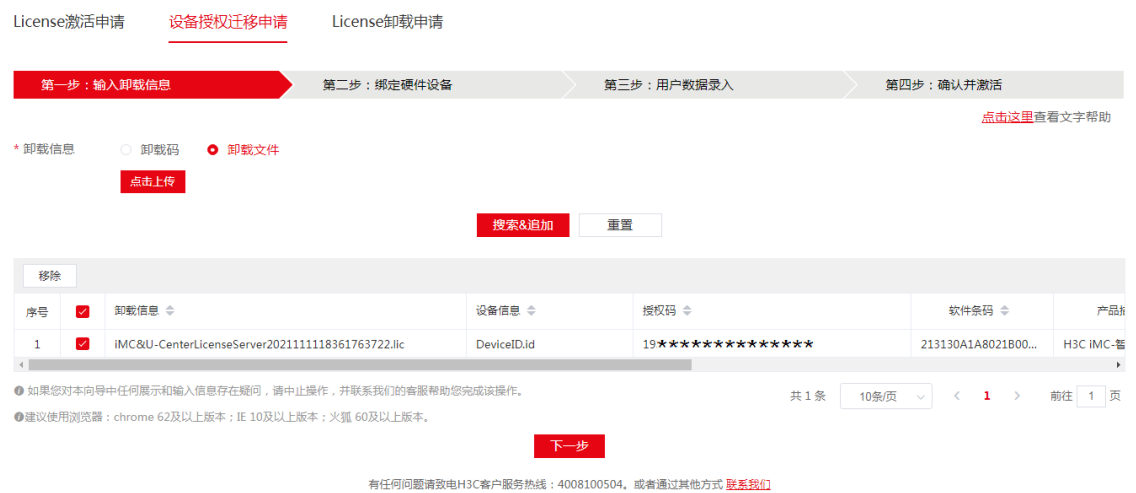 License激活申请 设备授权迁移申请 License卸载申请
第一步：输入卸载信息 第二步：绑定硬件设备 第三步：用户数据录入 第四步：确认并激活
点击这里查看文字帮助
* 卸载信息 卸载码 卸载文件
点击上传
搜索&追加 重置
移除
序号 卸载信息 设备信息 授权码 软件条码 产品
1 iMC&U-CenterLicenseServer2021111118361763722.lic DeviceID.id 19************** 213130A1A8021B00... H3C iMC-智
如果您对本向导中任何展示和输入信息存在疑问，请中止操作，并联系我们的客服帮助您完成该操作。 共 1 条 10条/页 1 前往 1 页
建议使用浏览器：chrome 62及以上版本；IE 10及以上版本；火狐 60及以上版本。
下一步
有任何问题请致电H3C客户服务热线：4008100504。或者通过其他方式 联系我们